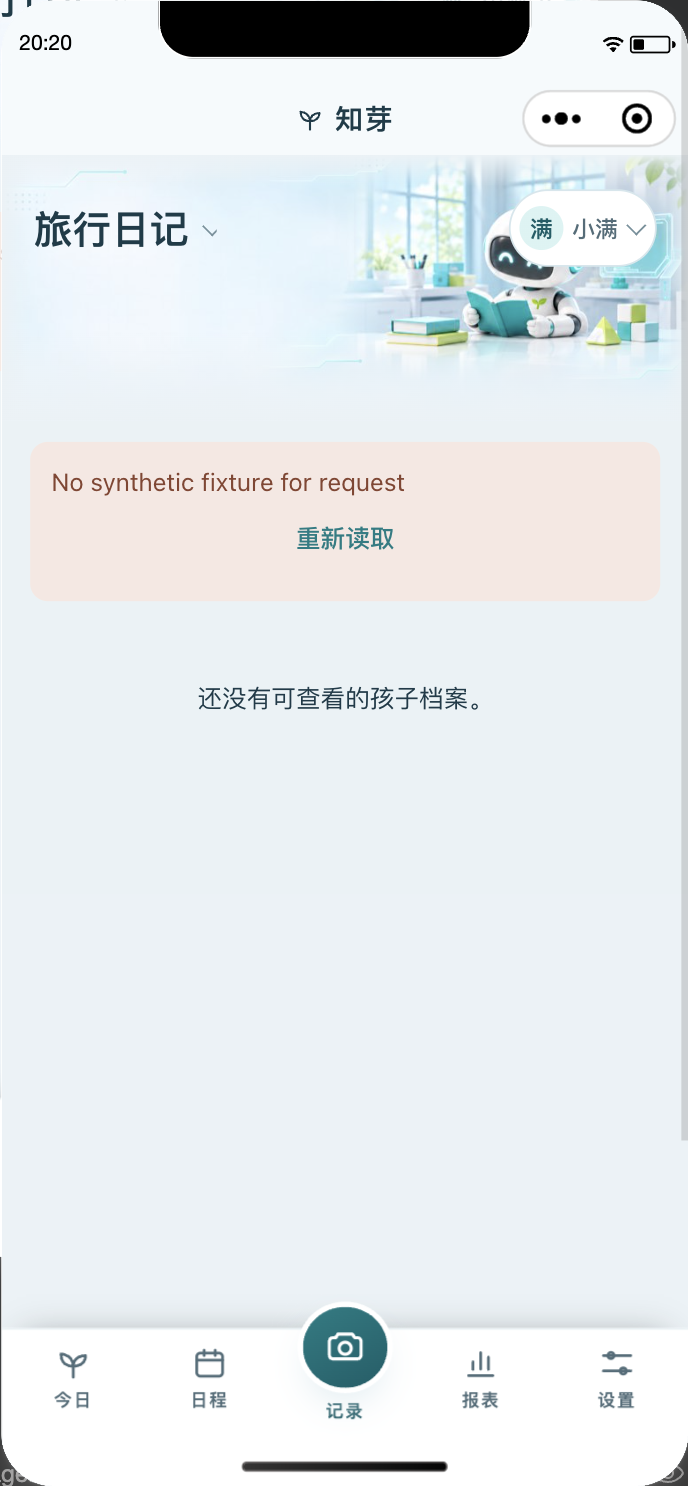 20:20
知芽
旅行日记
满 小满
No synthetic fixture for request
重新读取
还没有可查看的孩子档案。
今日
日程
记录
报表
设置